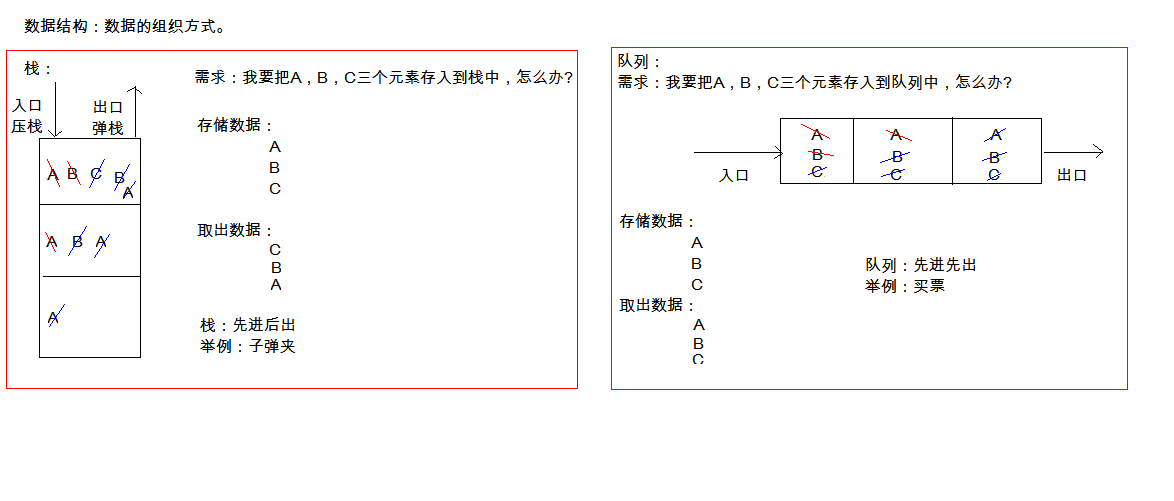 数据结构：数据的组织方式。
栈：
需求：我要把A，B，C三个元素存入到栈中，怎么办?
入口 出口
压栈 弹栈
A B C B
A
A B A
A
存储数据：
A
B
C
取出数据：
C
B
A
栈：先进后出
举例：子弹夹
队列：
需求：我要把A，B，C三个元素存入到队列中，怎么办?
A A A
B B B
C C C
入口 出口
存储数据：
A
B
C
队列：先进先出
举例：买票
取出数据：
A
B
C